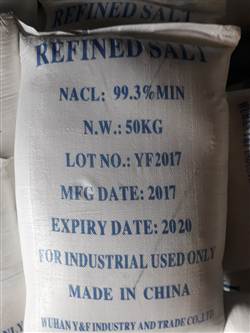 REFINED SALT
NACL: 99.3%MIN
N.W.: 50KG
LOT NO.: YF2017
MFG DATE: 2017
EXPIRY DATE: 2020
FOR INDUSTRIAL USED ONLY
MADE IN CHINA
WUHAN Y&F INDUSTRY AND TRADE CO.,LTD